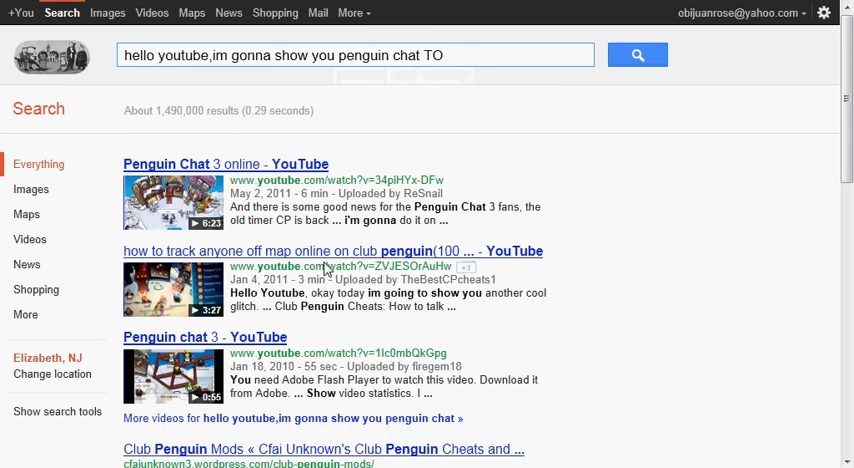 +You Search Images Videos Maps News Shopping Mail More obijuanrose@yahoo.com
hello youtube,im gonna show you penguin chat TO
Search
About 1,490,000 results (0.29 seconds)
Everything
Images
Maps
Videos
News
Shopping
More
Elizabeth, NJ
Change location
Show search tools
Penguin Chat 3 online - YouTube
www.youtube.com/watch?v=34piHYx-DFw
May 2, 2011 - 6 min - Uploaded by ReSnail
And there is some good news for the Penguin Chat 3 fans, the
old timer CP is back ... i'm gonna do it on ...
6:23
how to track anyone off map online on club penguin(100 ... - YouTube
www.youtube.com/watch?v=ZVJESOrAuHw +1
Jan 4, 2011 - 3 min - Uploaded by TheBestCPcheats1
Hello Youtube, okay today im going to show you another cool
glitch. ... Club Penguin Cheats: How to talk ...
3:27
Penguin chat 3 - YouTube
www.youtube.com/watch?v=1Ic0mbQkGpg
Jan 18, 2010 - 55 sec - Uploaded by firegem18
You need Adobe Flash Player to watch this video. Download it
from Adobe. ... Show video statistics. I ...
0:55
More videos for hello youtube,im gonna show you penguin chat »
Club Penguin Mods « Cfai Unknown's Club Penguin Cheats and ...
cfaiunknown3.wordpress.com/club-penguin-mods/